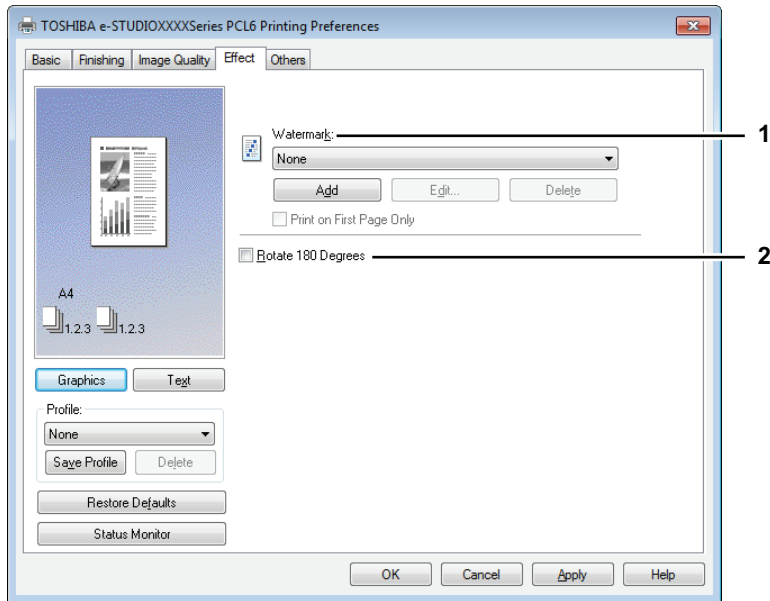 TOSHIBA e-STUDIOXXXXSeries PCL6 Printing Preferences
Basic Finishing Image Quality Effect Others
Watermark: 1
None
Add Edit... Delete
Print on First Page Only
Rotate 180 Degrees 2
A4
1.2.3 1.2.3
Graphics Text
Profile:
None
Save Profile Delete
Restore Defaults
Status Monitor
OK Cancel Apply Help